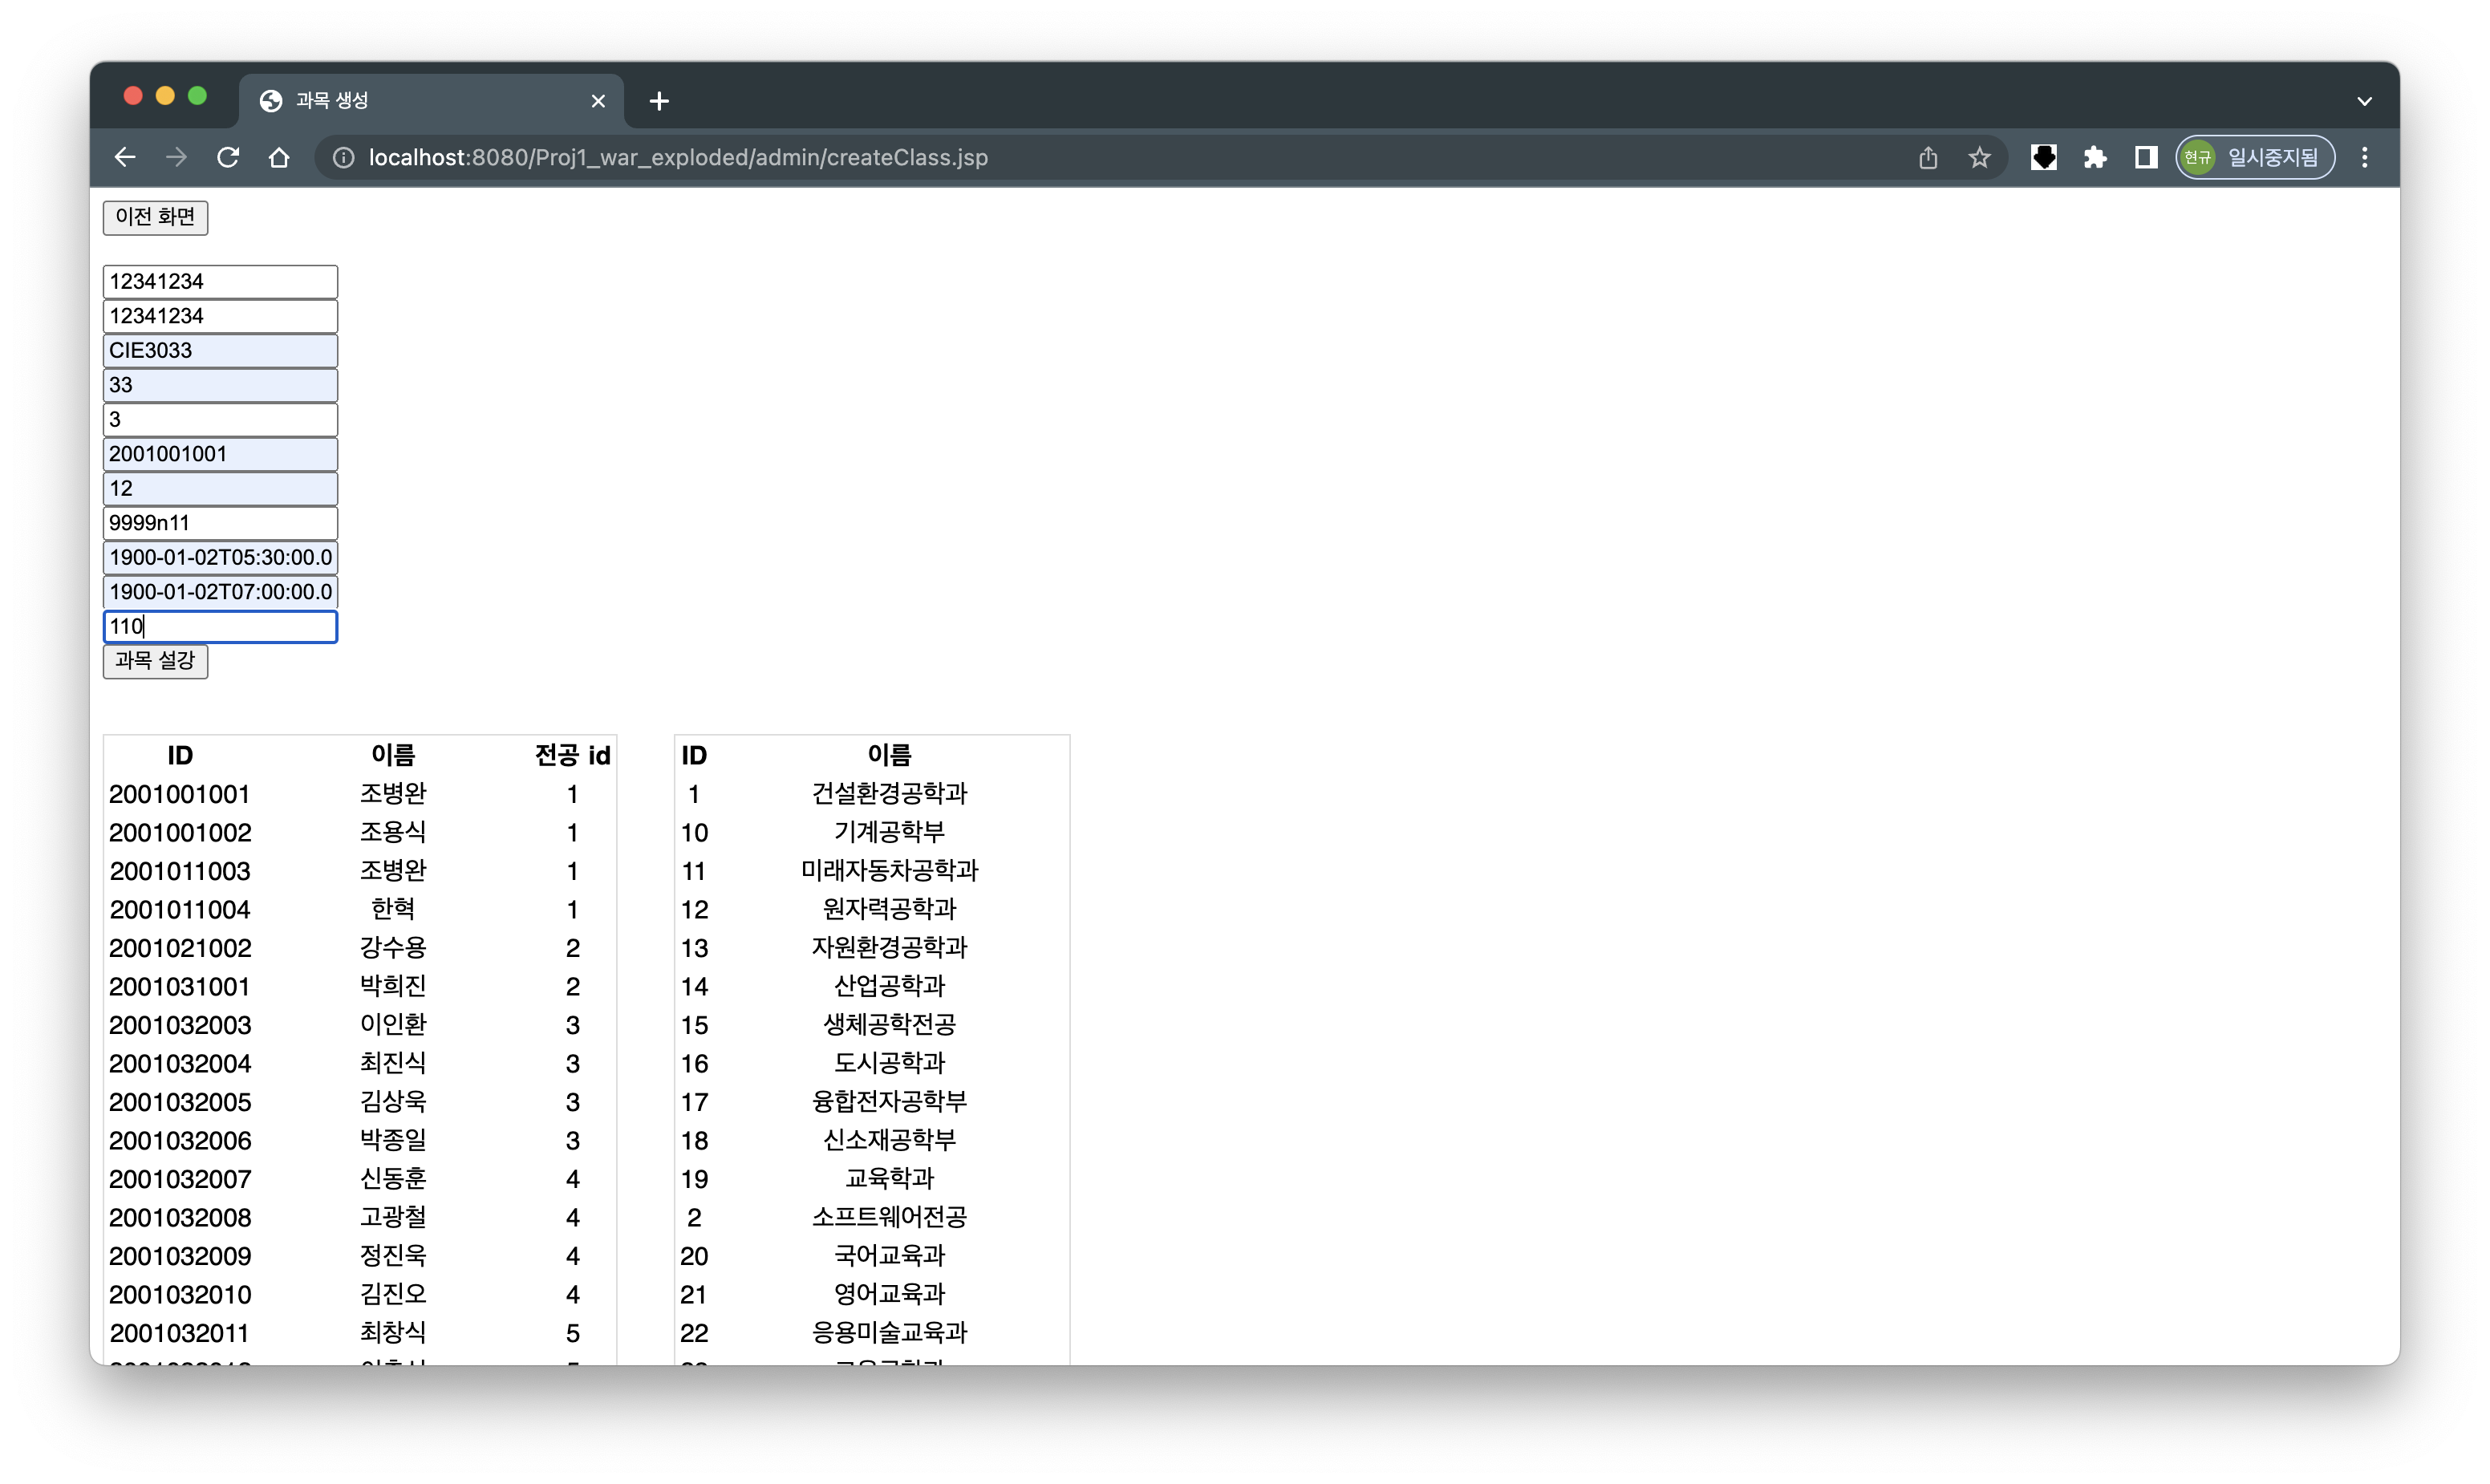 과목 생성
localhost:8080/Proj1_war_exploded/admin/createClass.jsp
현규 일시중지됨
이전 화면
12341234
12341234
CIE3033
33
3
2001001001
12
9999n11
1900-01-02T05:30:00.0
1900-01-02T07:00:00.0
110
과목 설강
ID 이름 전공 id ID 이름
2001001001 조병완 1 1 건설환경공학과
2001001002 조용식 1 10 기계공학부
2001011003 조병완 1 11 미래자동차공학과
2001011004 한혁 1 12 원자력공학과
2001021002 강수용 2 13 자원환경공학과
2001031001 박희진 2 14 산업공학과
2001032003 이인환 3 15 생체공학전공
2001032004 최진식 3 16 도시공학과
2001032005 김상욱 3 17 융합전자공학부
2001032006 박종일 3 18 신소재공학부
2001032007 신동훈 4 19 교육학과
2001032008 고광철 4 2 소프트웨어전공
2001032009 정진욱 4 20 국어교육과
2001032010 김진오 4 21 영어교육과
2001032011 최창식 5 22 응용미술교육과